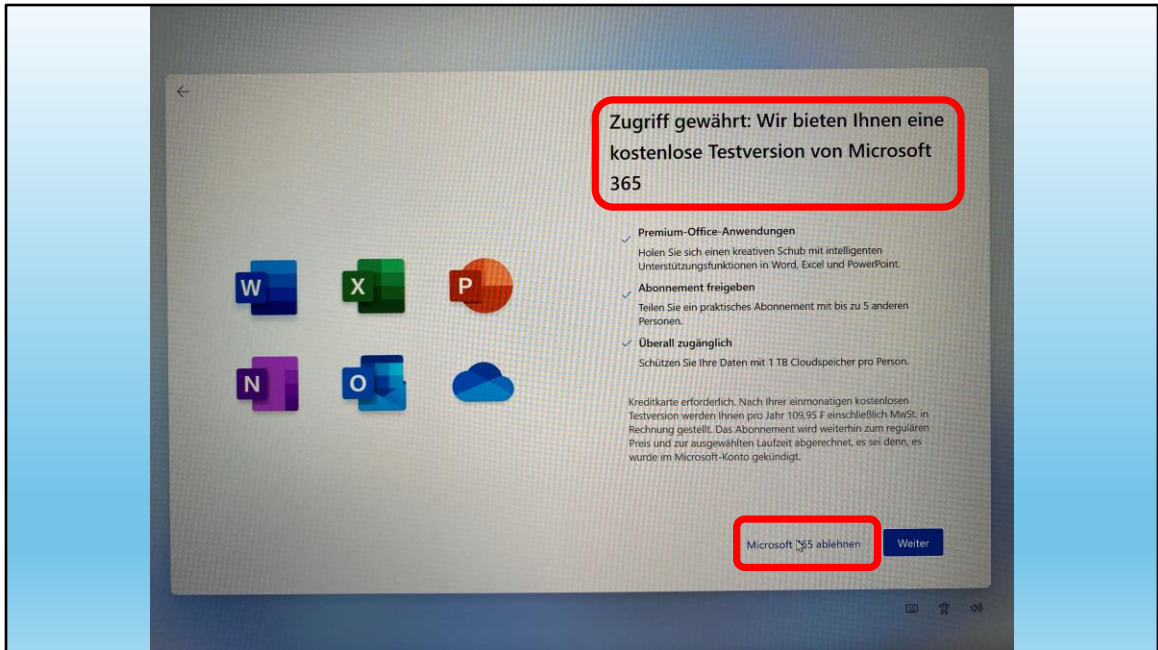 Zugriff gewährt: Wir bieten Ihnen eine
kostenlose Testversion von Microsoft
365
Premium-Office-Anwendungen
Holen Sie sich einen kreativen Schub mit intelligenten
Unterstützungsfunktionen in Word, Excel und PowerPoint.
Abonnement freigeben
Teilen Sie ein praktisches Abonnement mit bis zu 5 anderen
Personen.
Überall zugänglich
Schützen Sie Ihre Daten mit 1 TB Cloudspeicher pro Person.
W X P
N O
Kreditkarte erforderlich. Nach Ihrer einmonatigen kostenlosen
Testversion werden Ihnen pro Jahr 109,95 F einschließlich MwSt. in
Rechnung gestellt. Das Abonnement wird weiterhin zum regulären
Preis und zur ausgewählten Laufzeit abgerechnet, es sei denn, es
wurde im Microsoft-Konto gekündigt.
Microsoft 365 ablehnen
Weiter